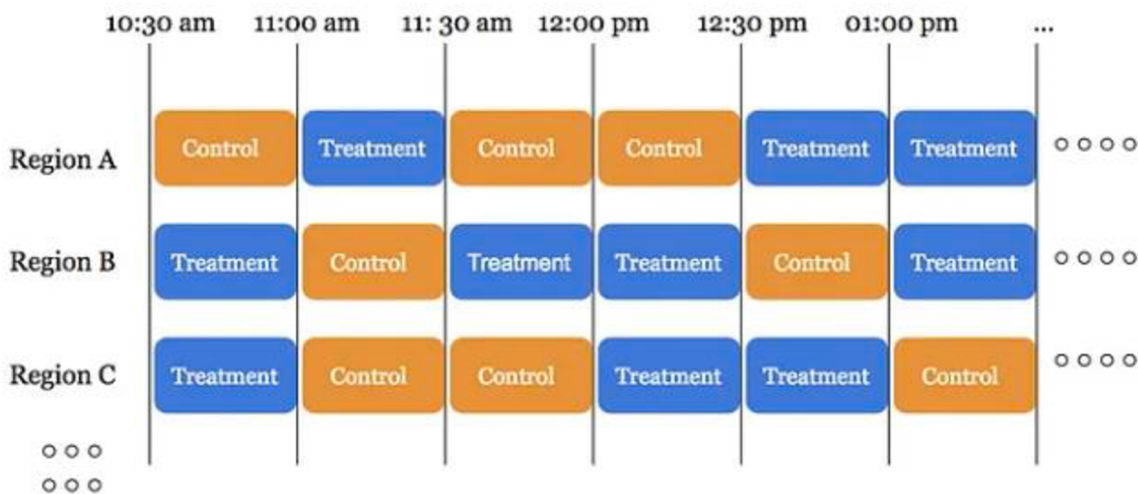 10:30 am 11:00 am 11: 30 am 12:00 pm 12:30 pm 01:00 pm ...
Region A Control Treatment Control Control Treatment Treatment
Region B Treatment Control Treatment Treatment Control Treatment
Region C Treatment Control Control Treatment Treatment Control